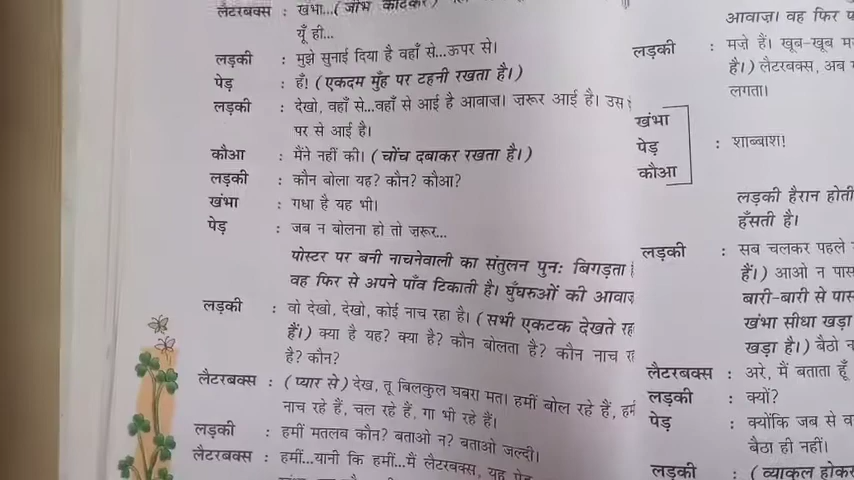 लैटरबक्स : खंभा...(जीभ काटकर)
यूँ ही...
लड़की : मुझे सुनाई दिया है वहाँ से...ऊपर से।
पेड़ : हँ! (एकदम मुँह पर टहनी रखता है।)
लड़की : देखो, वहाँ से...वहाँ से आई है आवाज़। ज़रूर आई है। उस
पर से आई है।
कौआ : मैंने नहीं की। (चोंच दबाकर रखता है।)
लड़की : कौन बोला यह? कौन? कौआ?
खंभा : गधा है यह भी।
पेड़ : जब न बोलना हो तो ज़रूर...
पोस्टर पर बनी नाचनेवाली का संतुलन पुनः बिगड़ता
वह फिर से अपने पाँव टिकाती है। घुँघरुओं की आवाज़
लड़की : वो देखो, देखो, कोई नाच रहा है। (सभी एकटक देखते रह
हैं।) क्या है यह? क्या है? कौन बोलता है? कौन नाच
है? कौन?
लैटरबक्स : (प्यार से) देख, तू बिलकुल घबरा मत। हमीं बोल रहे हैं,
नाच रहे हैं, चल रहे हैं, गा भी रहे हैं।
लड़की : हमीं मतलब कौन? बताओ न? बताओ जल्दी।
लैटरबक्स : हमीं...यानी कि हमीं...मैं लैटरबक्स, यह पेड़
आवाज़। वह फिर
लड़की : मज़े हैं। खूब-खूब
है।) लैटरबक्स, अब
लगता।
खंभा
पेड़ : शाब्बाश!
कौआ
लड़की हैरान होती
हँसती है।
लड़की : सब चलकर पहले
हैं।) आओ न पास
बारी-बारी से पास
खंभा सीधा खड़ा
खड़ा है।) बैठो
लैटरबक्स : अरे, मैं बताता हूँ
लड़की : क्यों?
पेड़ : क्योंकि जब से
बैठा ही नहीं।
लड़की : (व्याकुल होकर